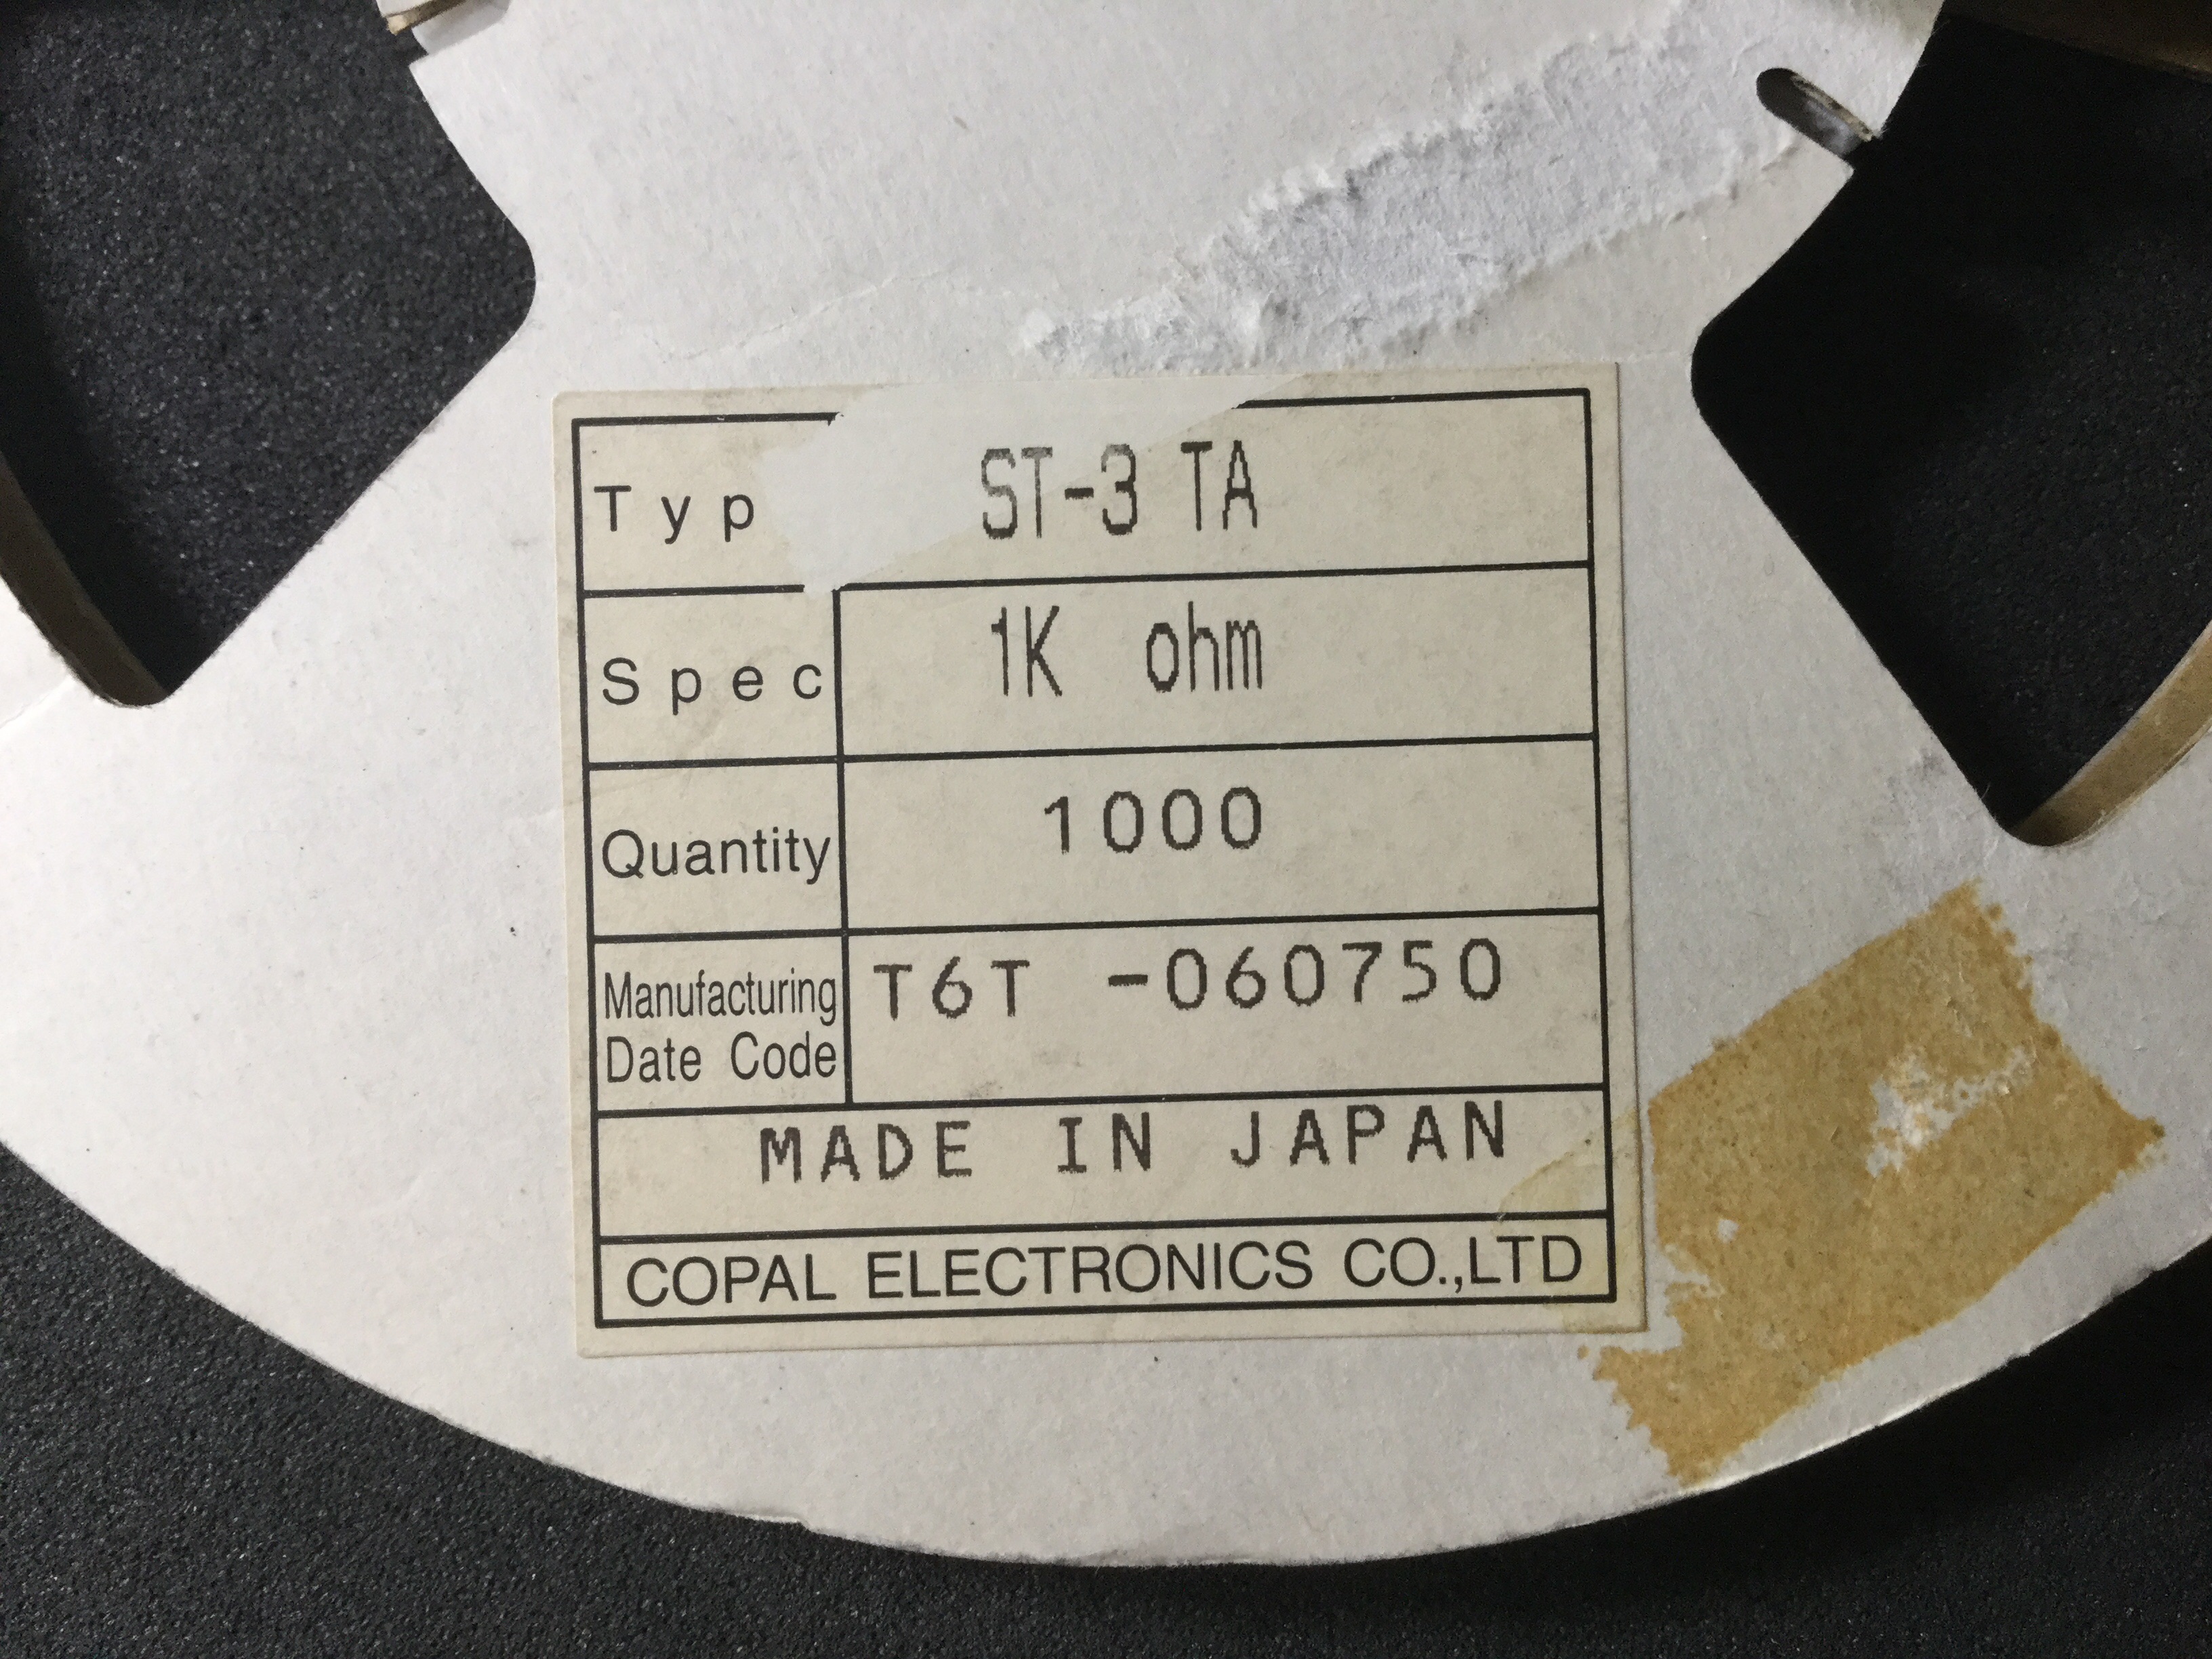 Typ ST-3 TA
Spec 1K ohm
Quantity 1000
Manufacturing Date Code T6T -060750
MADE IN JAPAN
COPAL ELECTRONICS CO.,LTD